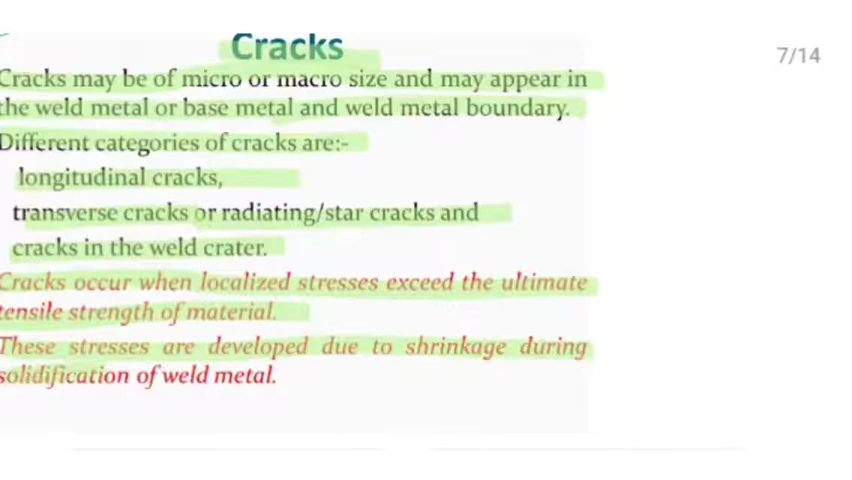 Cracks
7/14
Cracks may be of micro or macro size and may appear in
the weld metal or base metal and weld metal boundary.
Different categories of cracks are:-
longitudinal cracks,
transverse cracks or radiating/star cracks and
cracks in the weld crater.
Cracks occur when localized stresses exceed the ultimate
tensile strength of material.
These stresses are developed due to shrinkage during
solidification of weld metal.